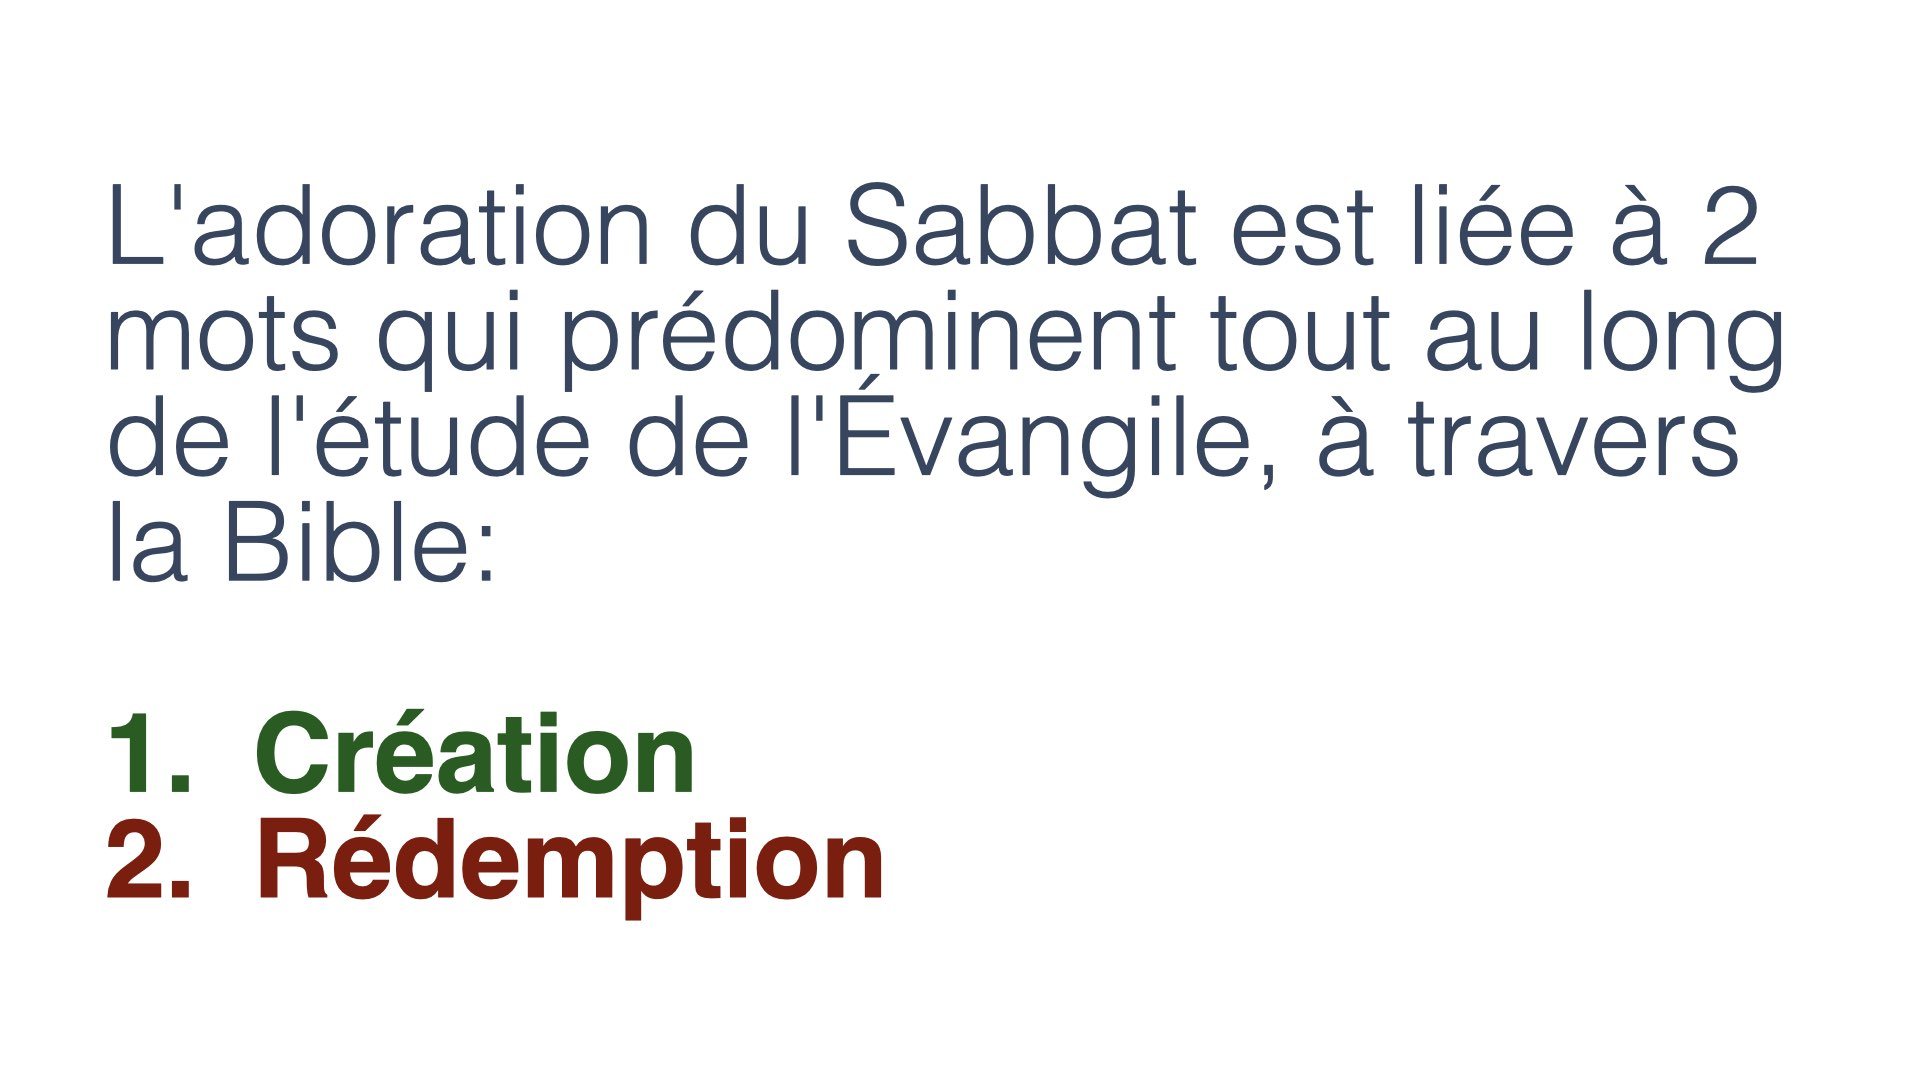 L'adoration du Sabbat est liée à 2
mots qui prédominent tout au long
de l'étude de l'Évangile, à travers
la Bible:
1. Création
2. Rédemption